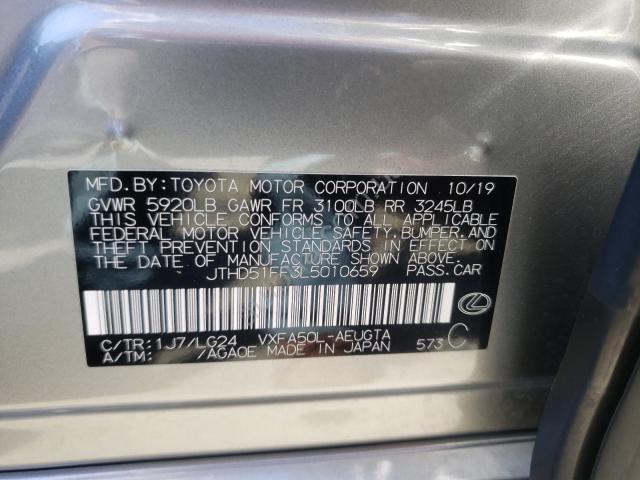 MFD. BY: TOYOTA MOTOR CORPORATION 10/19
GVWR 5920LB GAWR FR 3100LB RR 3245LB
THIS VEHICLE CONFORMS TO ALL APPLICABLE
FEDERAL MOTOR VEHICLE SAFETY, BUMPER, AND
THEFT PREVENTION STANDARDS IN EFFECT ON
THE DATE OF MANUFACTURE SHOWN ABOVE.
JTHD51FF3L5010659 PASS.CAR
C/TR: 1J7/LG24 VXFA50L-AEUGTA
A/TM: /AGA0E MADE IN JAPAN 573 C